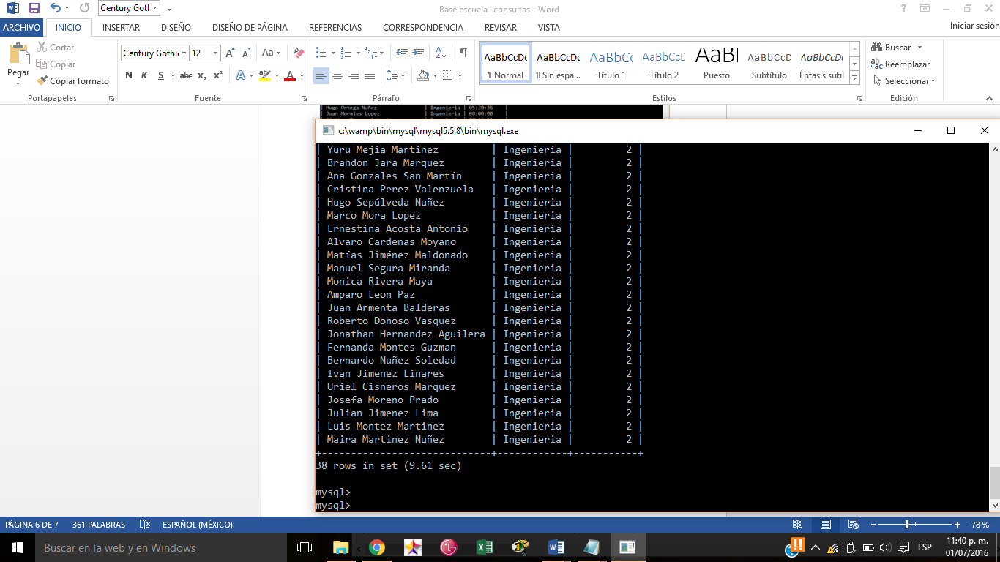 Century Gotl
Base escuela -consultas - Word
ARCHIVO INICIO INSERTAR DISEÑO DISEÑO DE PÁGINA REFERENCIAS CORRESPONDENCIA REVISAR VISTA Iniciar sesión
Pegar
Cortar
Copiar
Copiar formato
Portapapeles
Century Gothi 12
N K S abc x₂ x²
Fuente
Párrafo
AaBbCcDc AaBbCcDc AaBbCc AaBbCcD AaBI AaBbCcD AaBbCcDc
¶ Normal ¶ Sin espa... Título 1 Título 2 Puesto Subtítulo Énfasis sutil
Estilos
Buscar
Reemplazar
Seleccionar
Edición
| Hugo Ortega Nuñez | Ingenieria | 05:30:36 |
| Juan Morales Lopez | Ingenieria | 08:00:00 |
c:\wamp\bin\mysql\mysql5.5.8\bin\mysql.exe
| Yuru Mejía Martinez | Ingenieria | 2 |
| Brandon Jara Marquez | Ingenieria | 2 |
| Ana Gonzales San Martín | Ingenieria | 2 |
| Cristina Perez Valenzuela | Ingenieria | 2 |
| Hugo Sepúlveda Nuñez | Ingenieria | 2 |
| Marco Mora Lopez | Ingenieria | 2 |
| Ernestina Acosta Antonio | Ingenieria | 2 |
| Alvaro Cardenas Moyano | Ingenieria | 2 |
| Matías Jiménez Maldonado | Ingenieria | 2 |
| Manuel Segura Miranda | Ingenieria | 2 |
| Monica Rivera Maya | Ingenieria | 2 |
| Amparo Leon Paz | Ingenieria | 2 |
| Juan Armenta Balderas | Ingenieria | 2 |
| Roberto Donoso Vasquez | Ingenieria | 2 |
| Jonathan Hernandez Aguilera | Ingenieria | 2 |
| Fernanda Montes Guzman | Ingenieria | 2 |
| Bernardo Nuñez Soledad | Ingenieria | 2 |
| Ivan Jimenez Linares | Ingenieria | 2 |
| Uriel Cisneros Marquez | Ingenieria | 2 |
| Josefa Moreno Prado | Ingenieria | 2 |
| Julian Jimenez Lima | Ingenieria | 2 |
| Luis Montez Martinez | Ingenieria | 2 |
| Maira Martinez Nuñez | Ingenieria | 2 |
+-----------------------------+------------+-----------+
38 rows in set (9.61 sec)
mysql>
mysql>
PÁGINA 6 DE 7 361 PALABRAS ESPAÑOL (MÉXICO) 78 %
Buscar en la web y en Windows
ESP
11:40 p. m.
01/07/2016